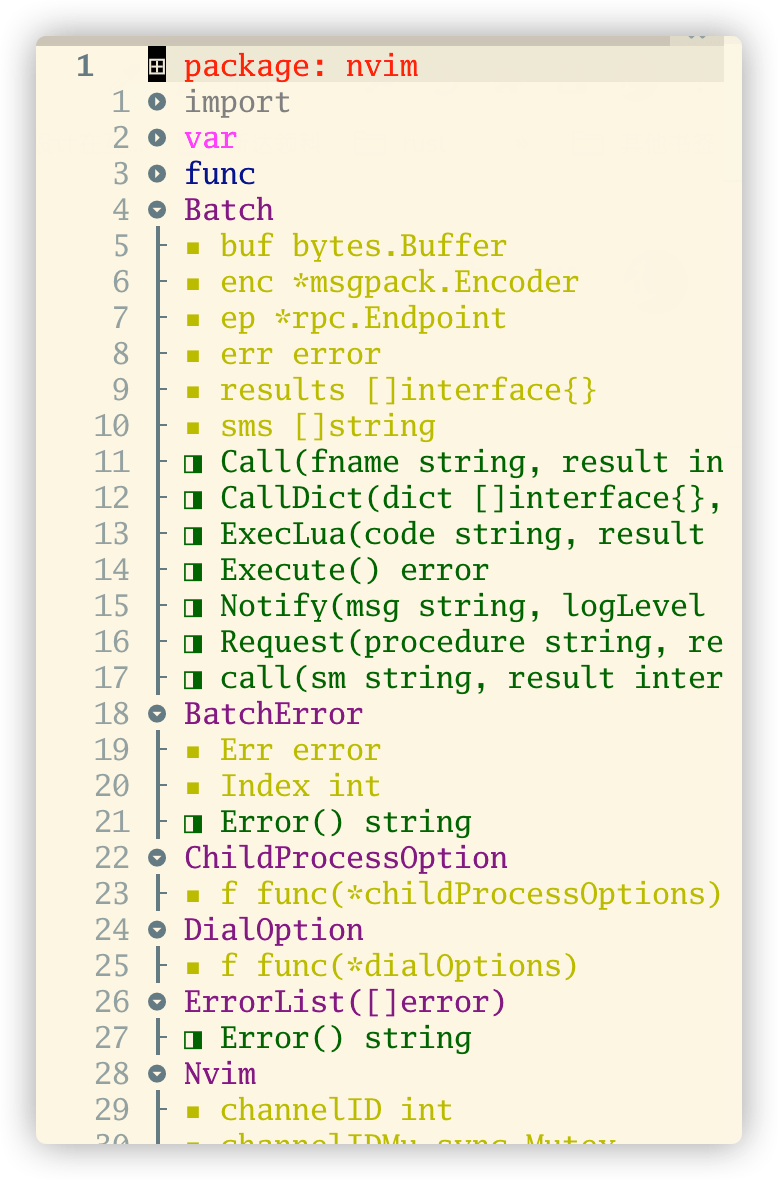 1 package: nvim
1 import
2 var
3 func
4 Batch
5 buf bytes.Buffer
6 enc *msgpack.Encoder
7 ep *rpc.Endpoint
8 err error
9 results []interface{}
10 sms []string
11 Call(fname string, result in
12 CallDict(dict []interface{},
13 ExecLua(code string, result
14 Execute() error
15 Notify(msg string, logLevel
16 Request(procedure string, re
17 call(sm string, result inter
18 BatchError
19 Err error
20 Index int
21 Error() string
22 ChildProcessOption
23 f func(*childProcessOptions)
24 DialOption
25 f func(*dialOptions)
26 ErrorList([]error)
27 Error() string
28 Nvim
29 channelID int
30 channelIDMu sync.Mutex